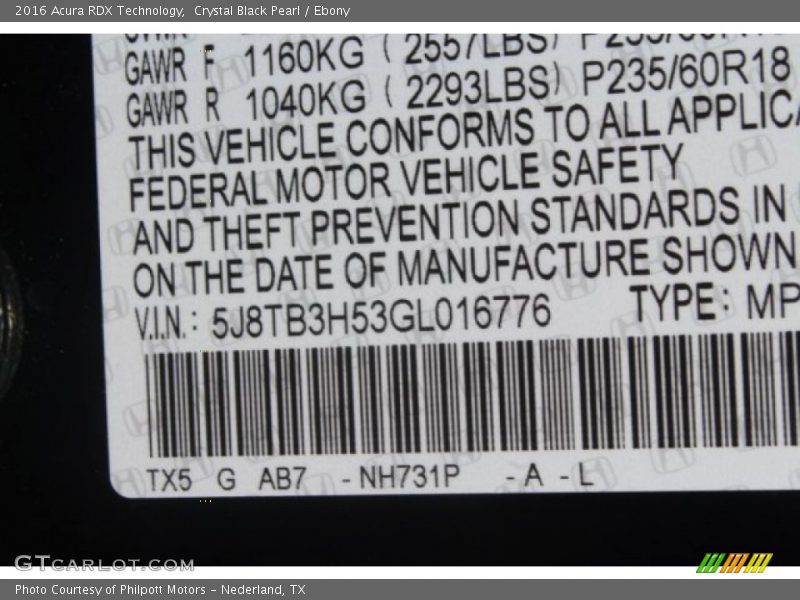 2016 Acura RDX Technology, Crystal Black Pearl / Ebony
GAWR F 1160KG ( 2557LBS)
GAWR R 1040KG ( 2293LBS) P235/60R18
THIS VEHICLE CONFORMS TO ALL APPLICA
FEDERAL MOTOR VEHICLE SAFETY
AND THEFT PREVENTION STANDARDS IN
ON THE DATE OF MANUFACTURE SHOWN
V.I.N.: 5J8TB3H53GL016776 TYPE: MP
TX5 G AB7 - NH731P - A - L
GTCARLOT.COM
Photo Courtesy of Philpott Motors - Nederland, TX